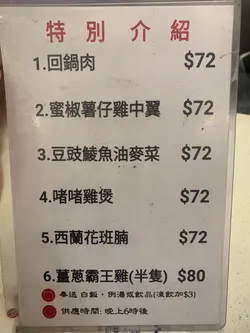 特別介紹
1.回鍋肉 $72
2.蜜椒薯仔雞中翼 $72
3.豆豉鯪魚油麥菜 $72
4.啫啫雞煲 $72
5.西蘭花班腩 $72
6.薑蔥霸王雞(半隻) $80
奉送 白飯,例湯或飲品(凍飲加$3)
供應時間: 晚上6時後